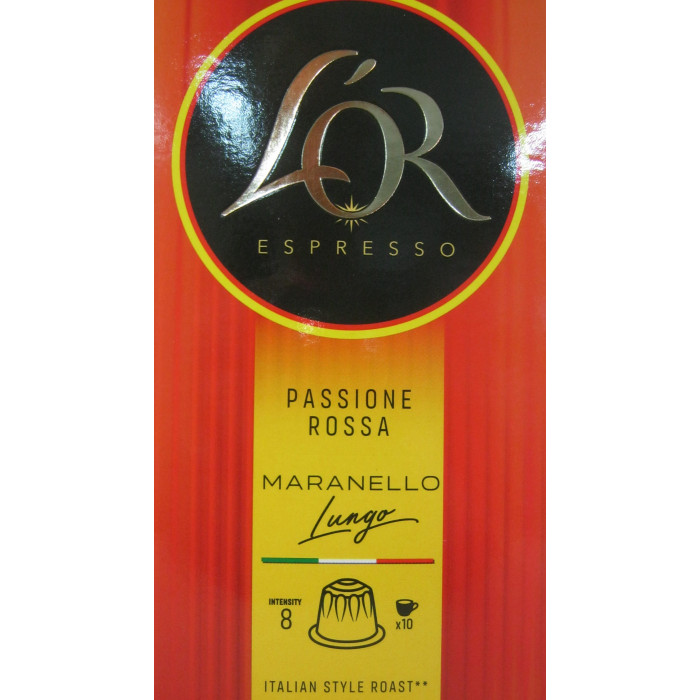 L'OR
ESPRESSO
PASSIONE
ROSSA
MARANELLO
Lungo
INTENSITY
8
x10
ITALIAN STYLE ROAST**